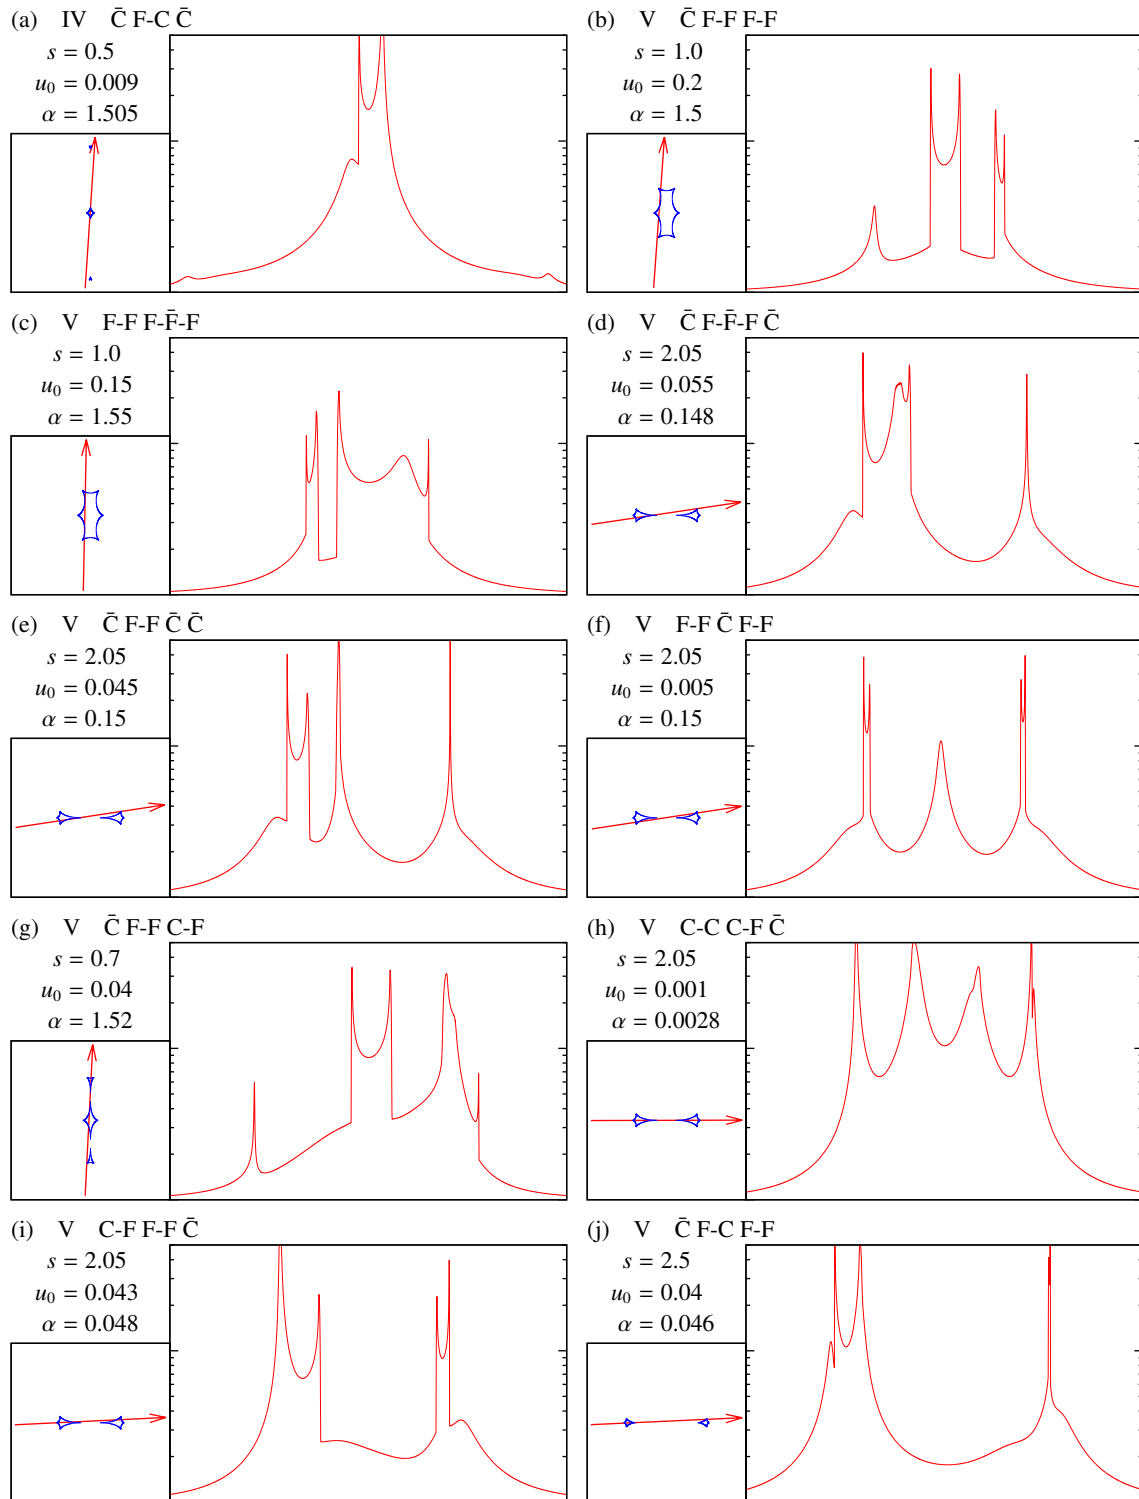 (a) IV C̄ F-C C̄
s = 0.5
u₀ = 0.009
α = 1.505
(b) V C̄ F-F F-F
s = 1.0
u₀ = 0.2
α = 1.5
(c) V F-F F-F̄-F
s = 1.0
u₀ = 0.15
α = 1.55
(d) V C̄ F-F̄-F C̄
s = 2.05
u₀ = 0.055
α = 0.148
(e) V C̄ F-F C̄ C̄
s = 2.05
u₀ = 0.045
α = 0.15
(f) V F-F C̄ F-F
s = 2.05
u₀ = 0.005
α = 0.15
(g) V C̄ F-F C-F
s = 0.7
u₀ = 0.04
α = 1.52
(h) V C-C C-F C̄
s = 2.05
u₀ = 0.001
α = 0.0028
(i) V C-F F-F C̄
s = 2.05
u₀ = 0.043
α = 0.048
(j) V C̄ F-C F-F
s = 2.5
u₀ = 0.04
α = 0.046